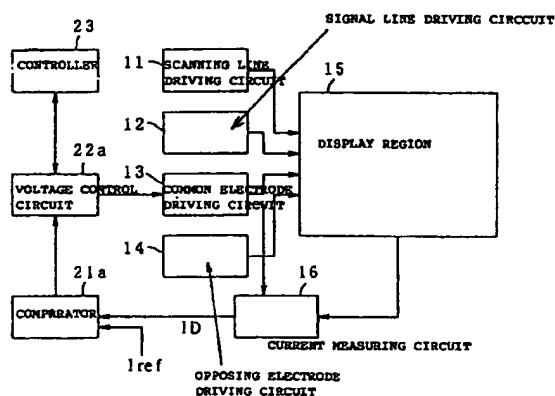 SIGNAL LINE DRIVING CIRCCUIT
23
CONTROLLER
11
SCANNING LINE
DRIVING CIRCUIT
15
12
DISPLAY REGION
22a
13
VOLTAGE CONTROL
CIRCUIT
COMMON ELECTRODE
DRIVING CIRCUIT
14
16
21a
COMPARATOR
ID
CURRENT MEASURING CIRCUIT
Iref
OPPOSING ELECTRODE
DRIVING CIRCUIT